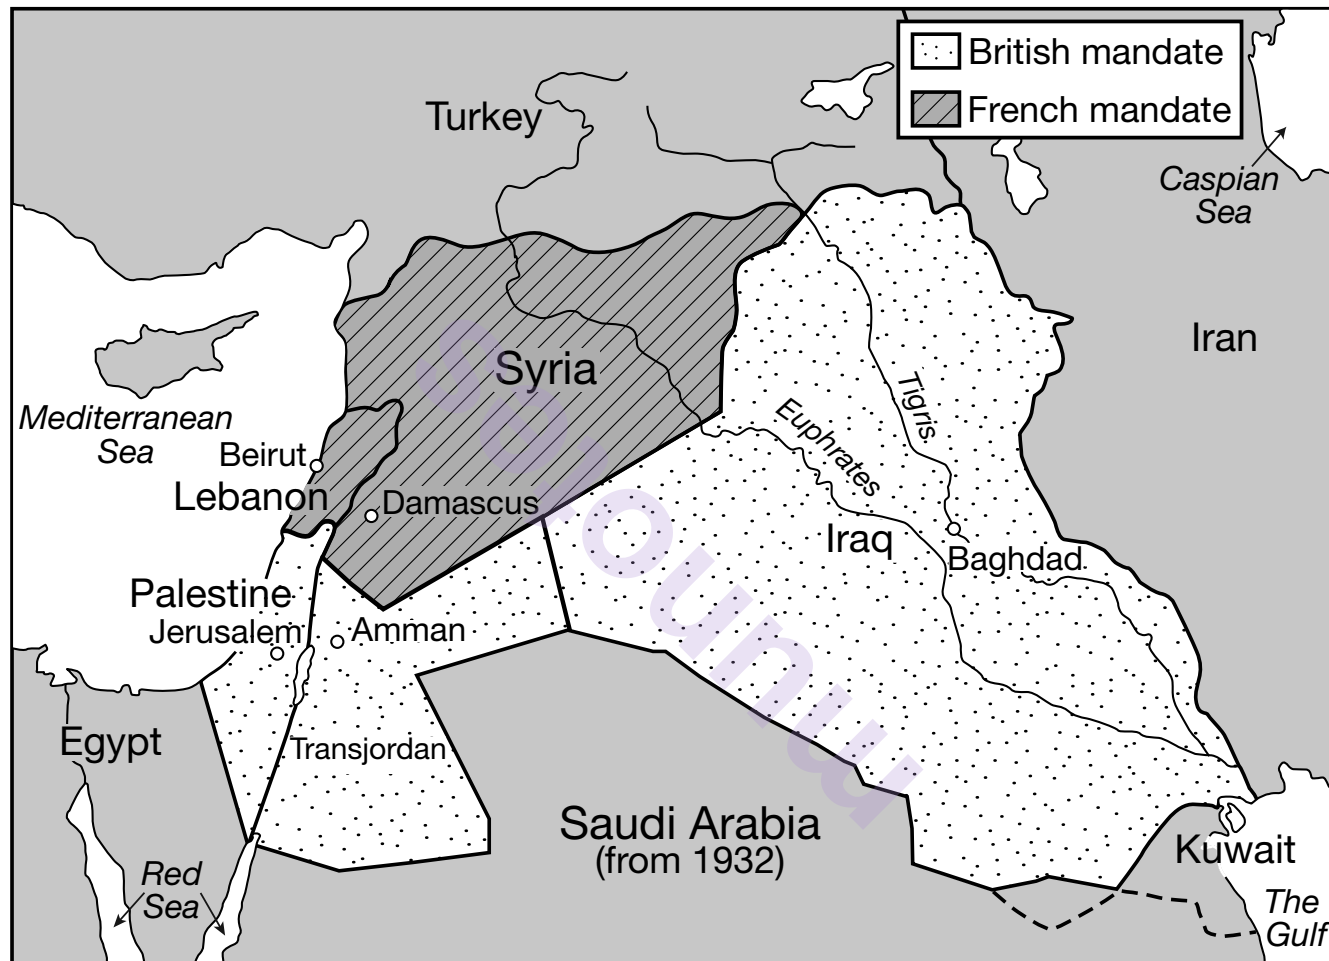 British mandate
French mandate
Turkey
Caspian
Sea
Iran
Syria
Mediterranean
Sea
Tigris
Euphrates
Beirut
Lebanon
Damascus
Iraq
Baghdad
Palestine
Jerusalem
Amman
Egypt
Transjordan
Saudi Arabia
(from 1932)
Kuwait
Red
Sea
The
Gulf